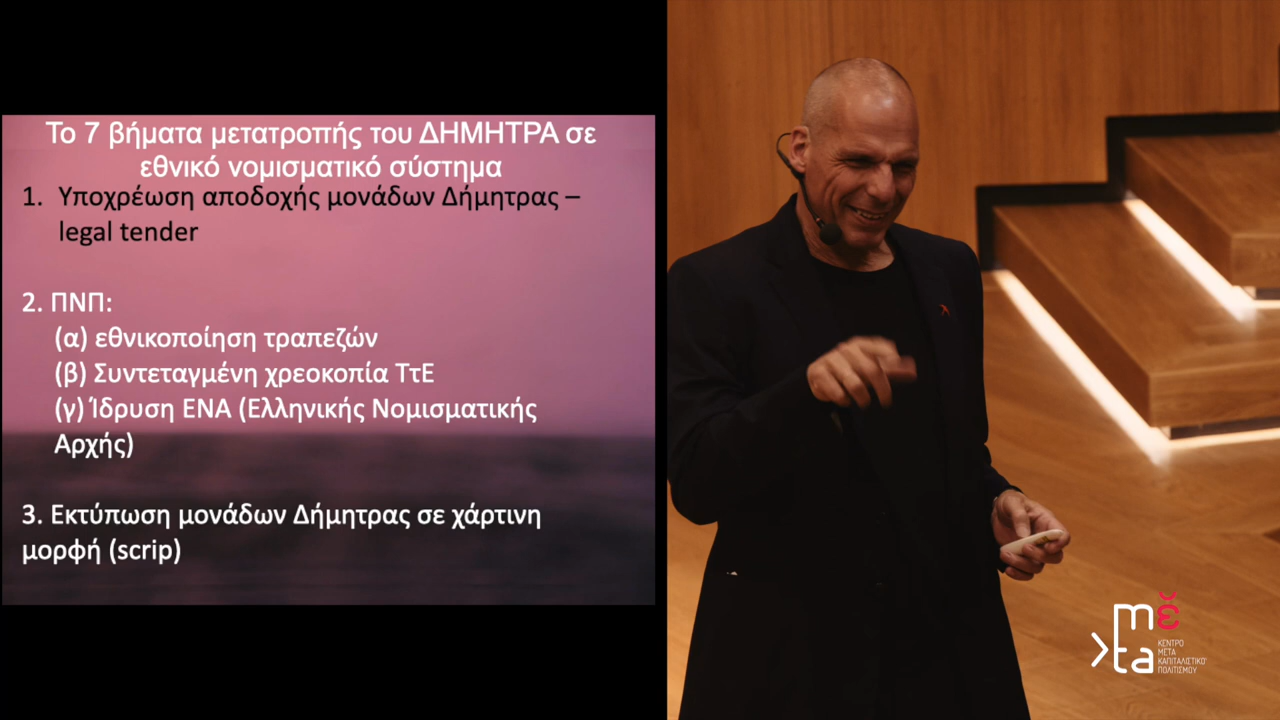 Το 7 βήματα μετατροπής του ΔΗΜΗΤΡΑ σε
εθνικό νομισματικό σύστημα
1. Υποχρέωση αποδοχής μονάδων Δήμητρας –
legal tender
2. ΠΝΠ:
(α) εθνικοποίηση τραπεζών
(β) Συντεταγμένη χρεοκοπία ΤτΕ
(γ) Ίδρυση ΕΝΑ (Ελληνικής Νομισματικής
Αρχής)
3. Εκτύπωση μονάδων Δήμητρας σε χάρτινη
μορφή (scrip)
mέ
ta
ΚΕΝΤΡΟ
ΜΕΤΑ
ΚΑΠΙΤΑΛΙΣΤΙΚΟΥ
ΠΟΛΙΤΙΣΜΟΥ